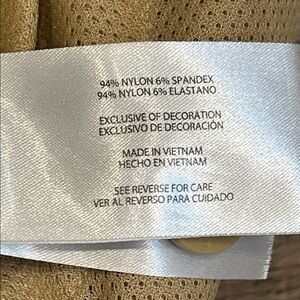 94% NYLON 6% SPANDEX
94% NYLON 6% ELASTANO
EXCLUSIVE OF DECORATION
EXCLUSIVO DE DECORACIÓN
MADE IN VIETNAM
HECHO EN VIETNAM
SEE REVERSE FOR CARE
VER AL REVERSO PARA CUIDADO